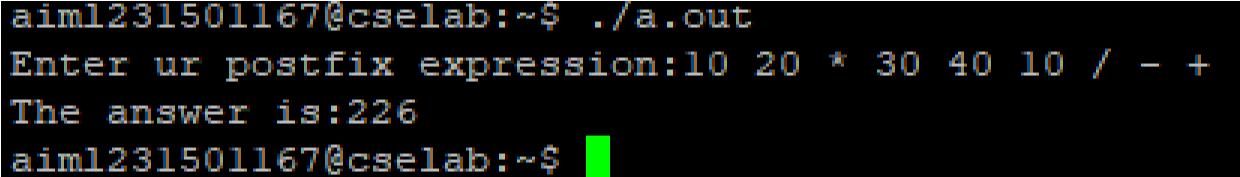 aiml231501167@cselab:~$ ./a.out
Enter ur postfix expression:10 20 * 30 40 10 / - +
The answer is:226
aiml231501167@cselab:~$